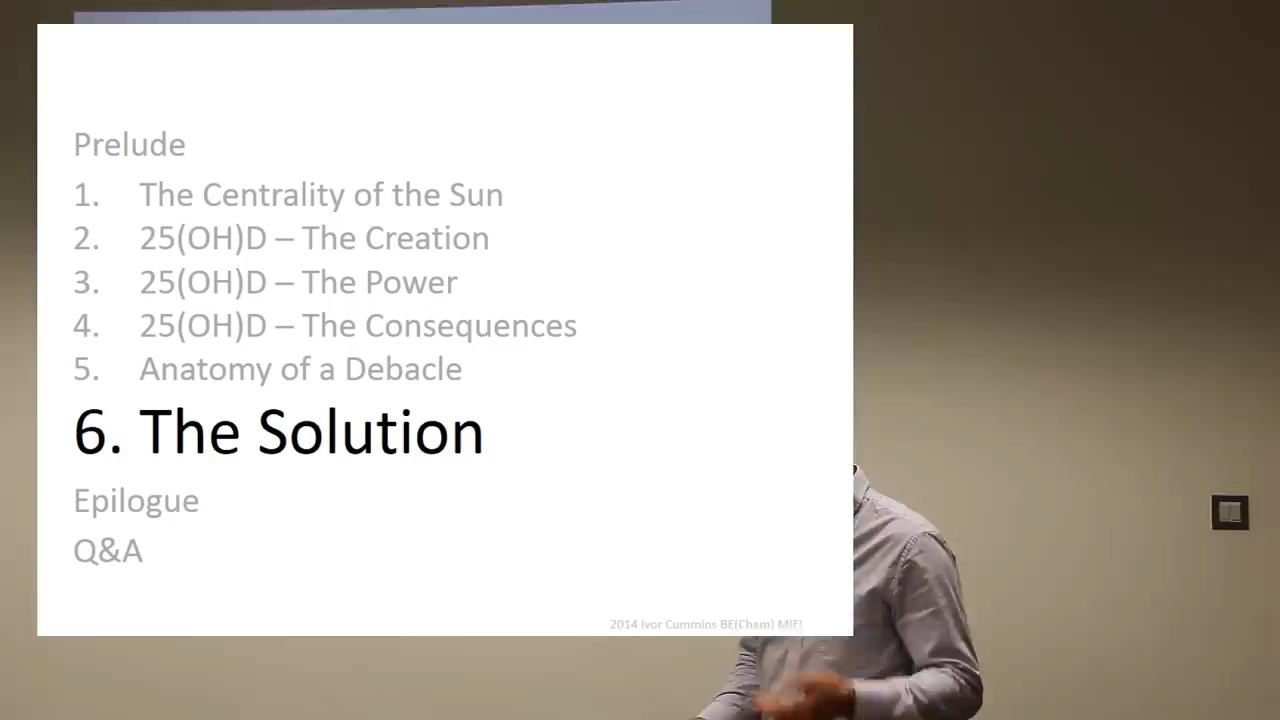 Prelude
1. The Centrality of the Sun
2. 25(OH)D – The Creation
3. 25(OH)D – The Power
4. 25(OH)D – The Consequences
5. Anatomy of a Debacle
6. The Solution
Epilogue
Q&A
2014 Ivor Cummins BE(Chem) MIEI